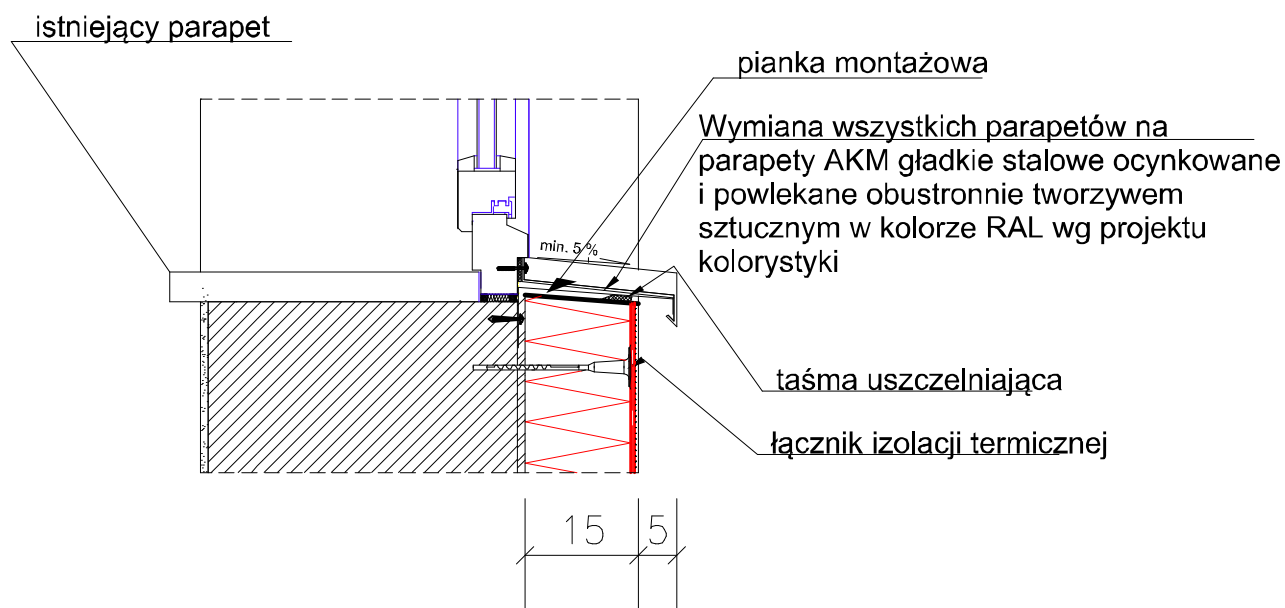 istniejący parapet
pianka montażowa
Wymiana wszystkich parapetów na
parapety AKM gładkie stalowe ocynkowane
i powlekane obustronnie tworzywem
sztucznym w kolorze RAL wg projektu
kolorystyki
min. 5 %
taśma uszczelniająca
łącznik izolacji termicznej
15 5